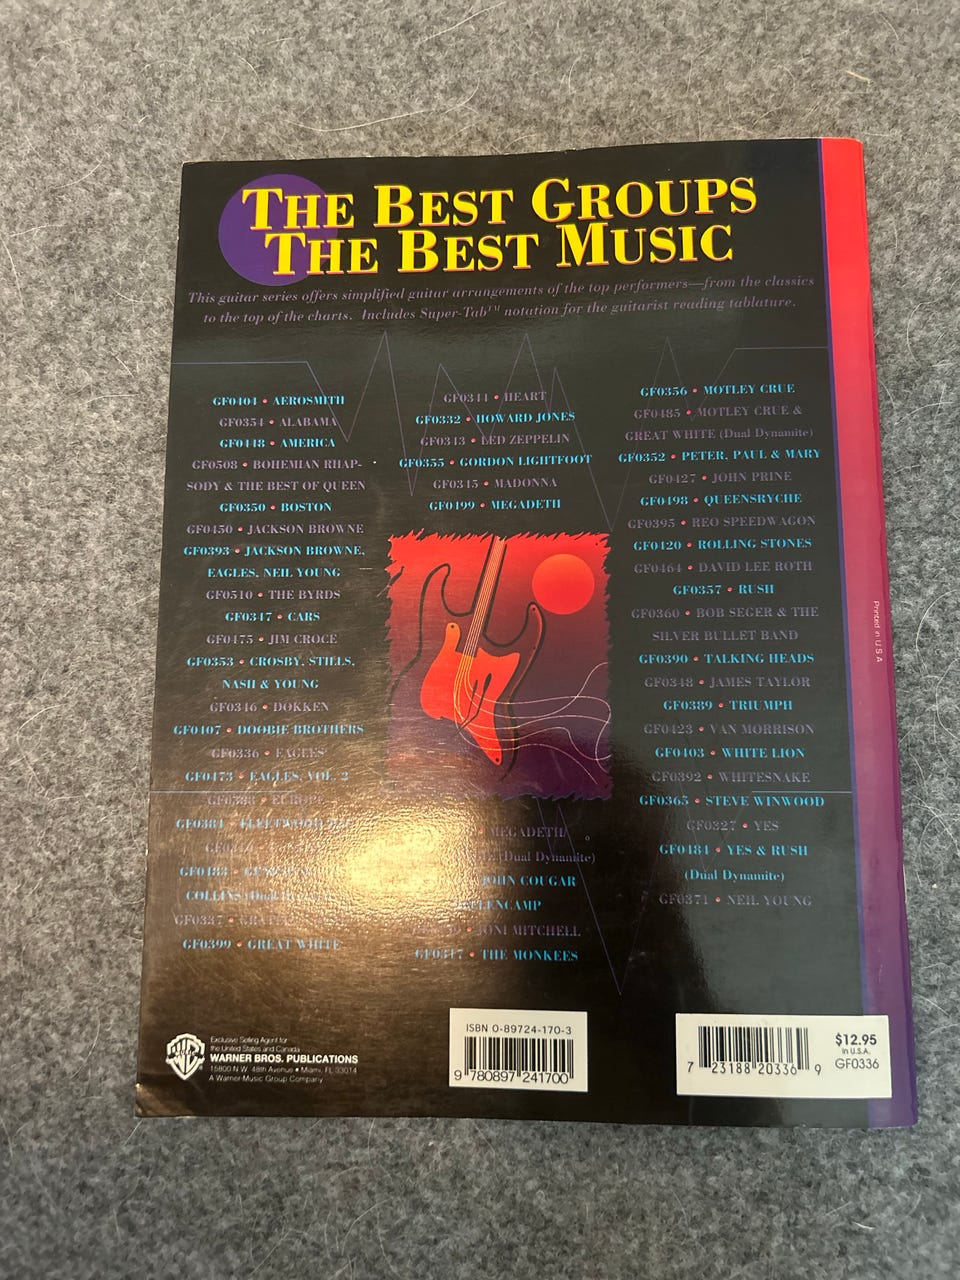 THE BEST GROUPS
THE BEST MUSIC
This guitar series offers simplified guitar arrangements of the top performers—from the classics
to the top of the charts. Includes Super-Tab™ notation for the guitarist reading tablature.
GF0404 • AEROSMITH
GF0354 • ALABAMA
GF0448 • AMERICA
GF0508 • BOHEMIAN RHAP-
SODY & THE BEST OF QUEEN
GF0350 • BOSTON
GF0450 • JACKSON BROWNE
GF0393 • JACKSON BROWNE,
EAGLES, NEIL YOUNG
GF0510 • THE BYRDS
GF0347 • CARS
GF0475 • JIM CROCE
GF0353 • CROSBY, STILLS,
NASH & YOUNG
GF0346 • DOKKEN
GF0407 • DOOBIE BROTHERS
GF0336 • EAGLES
GF0473 • EAGLES, VOL. 2
EUROPE
GF0384 •
COLLINS
GF0337 •
GF0399 • GREAT WHITE
GF0344 • HEART
GF0332 • HOWARD JONES
GF0343 • LED ZEPPELIN
GF0355 • GORDON LIGHTFOOT
GF0345 • MADONNA
GF0499 • MEGADETH
• MEGADETH/
(Dual Dynamite)
JOHN COUGAR
JONI MITCHELL
GF0317 • THE MONKEES
GF0356 • MOTLEY CRUE
GF0485 • MOTLEY CRUE &
GREAT WHITE (Dual Dynamite)
GF0352 • PETER, PAUL & MARY
GF0427 • JOHN PRINE
GF0498 • QUEENSRYCHE
GF0395 • REO SPEEDWAGON
GF0420 • ROLLING STONES
GF0464 • DAVID LEE ROTH
GF0357 • RUSH
GF0360 • BOB SEGER & THE
SILVER BULLET BAND
GF0390 • TALKING HEADS
GF0348 • JAMES TAYLOR
GF0389 • TRIUMPH
GF0423 • VAN MORRISON
GF0403 • WHITE LION
GF0392 • WHITESNAKE
GF0365 • STEVE WINWOOD
GF0327 • YES
GF0484 • YES & RUSH
(Dual Dynamite)
GF0371 • NEIL YOUNG
Printed in U S A
Exclusive Selling Agent for
the United States and Canada
WARNER BROS. PUBLICATIONS
15800 N.W. 48th Avenue • Miami, FL 33014
A Warner Music Group Company
ISBN 0-89724-170-3
9 780897 241700
7 23188 20336 9
$12.95
in U.S.A.
GF0336